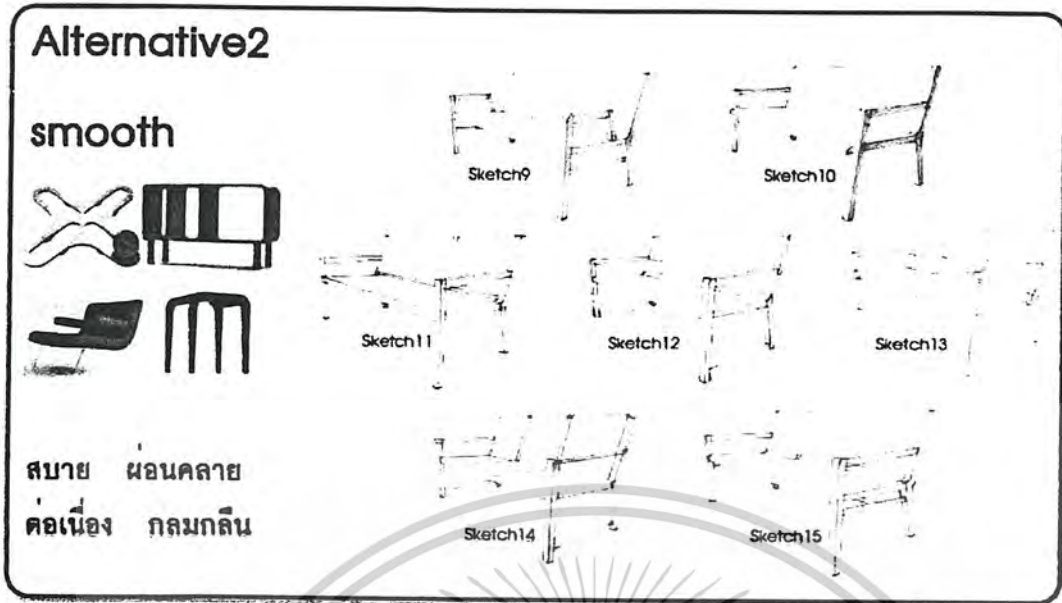 Alternative2
smooth
Sketch9
Sketch10
Sketch11
Sketch12
Sketch13
Sketch14
Sketch15
สบาย ผ่อนคลาย
ต่อเนื่อง กลมกลืน